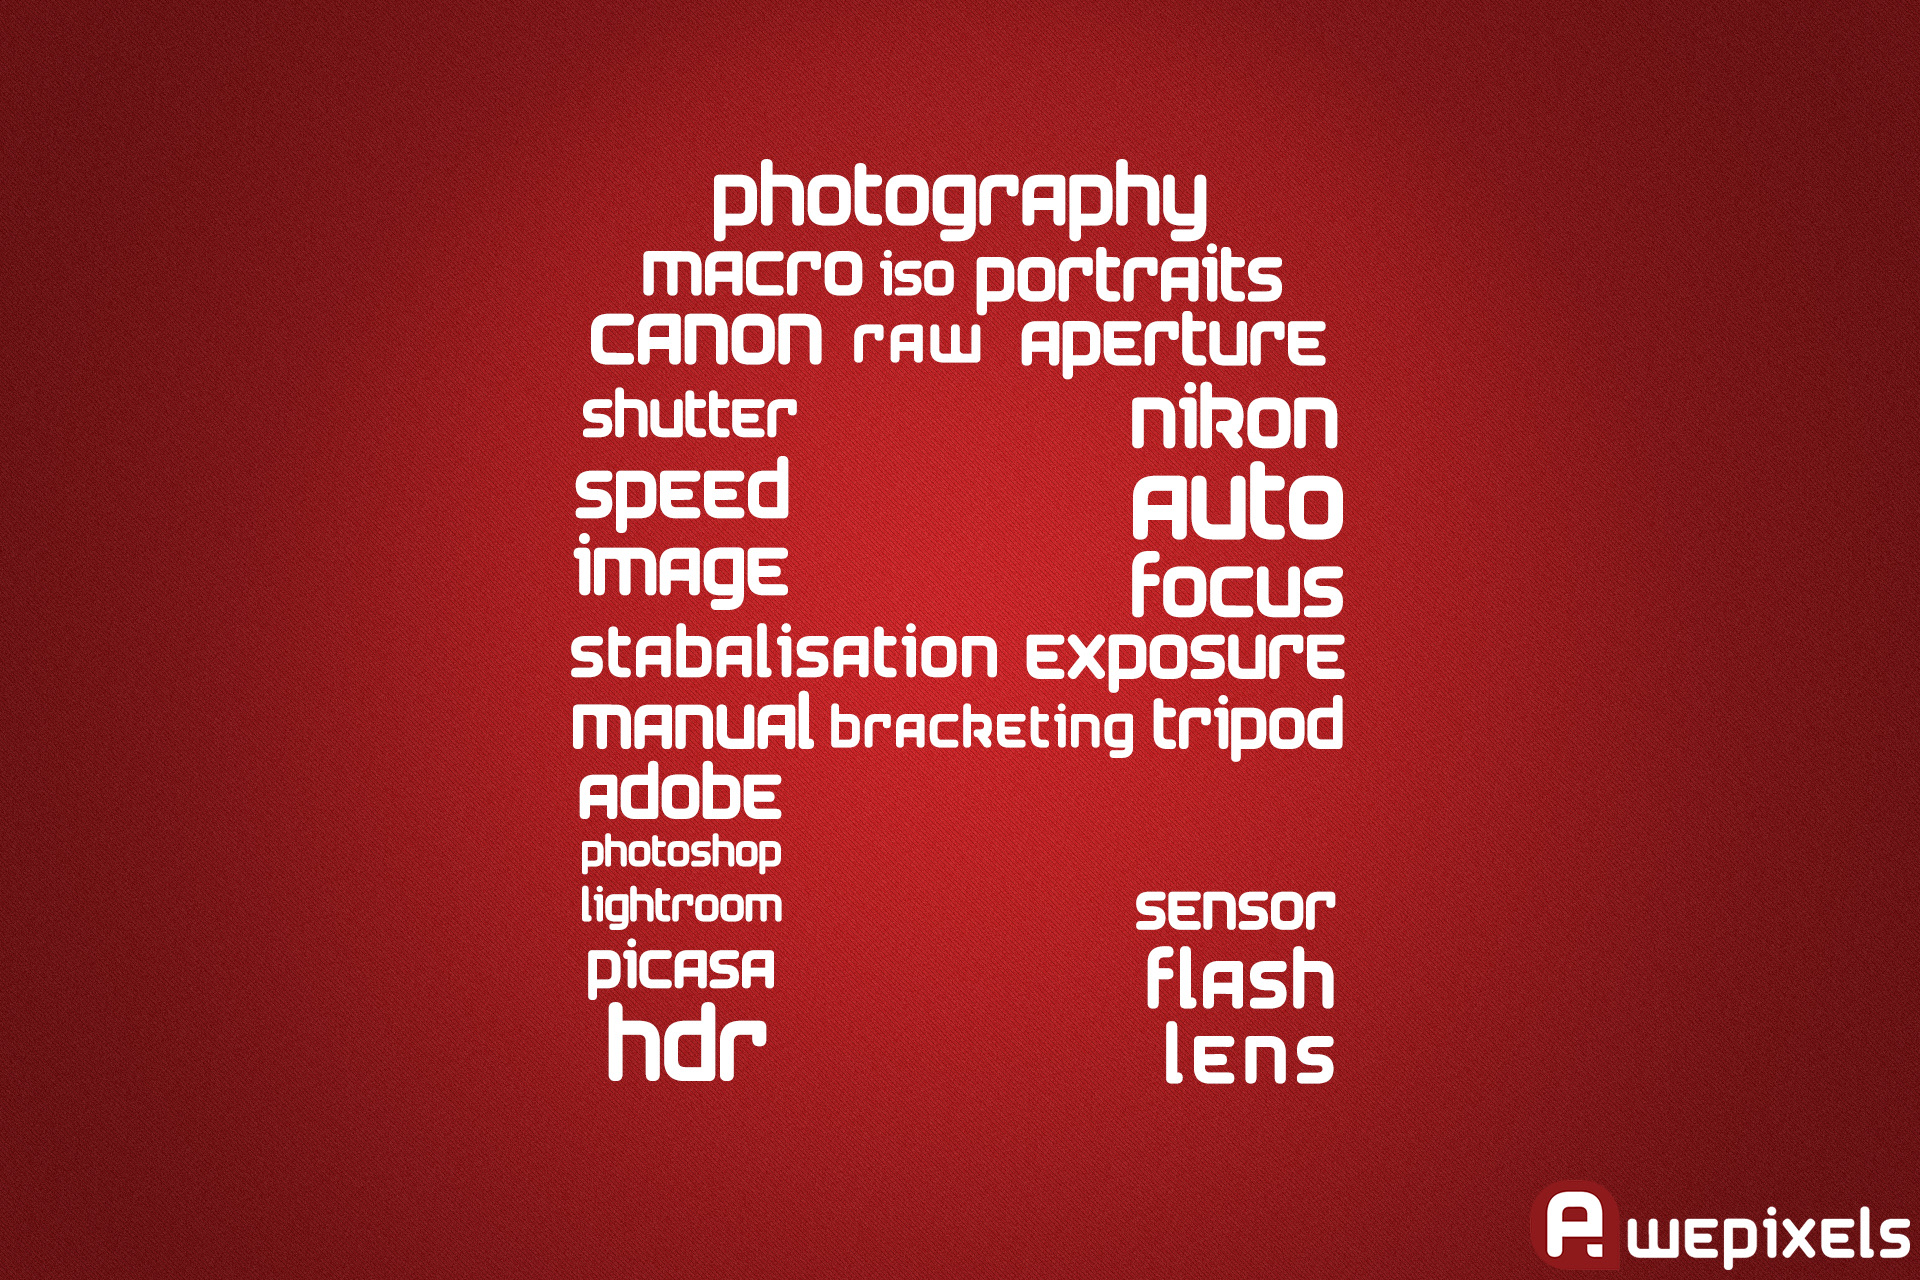 photography
macro iso portraits
canon raw aperture
shutter nikon
speed auto
image focus
stabalisation exposure
manual bracketing tripod
adobe
photoshop
lightroom sensor
picasa flash
hdr lens
Awepixels